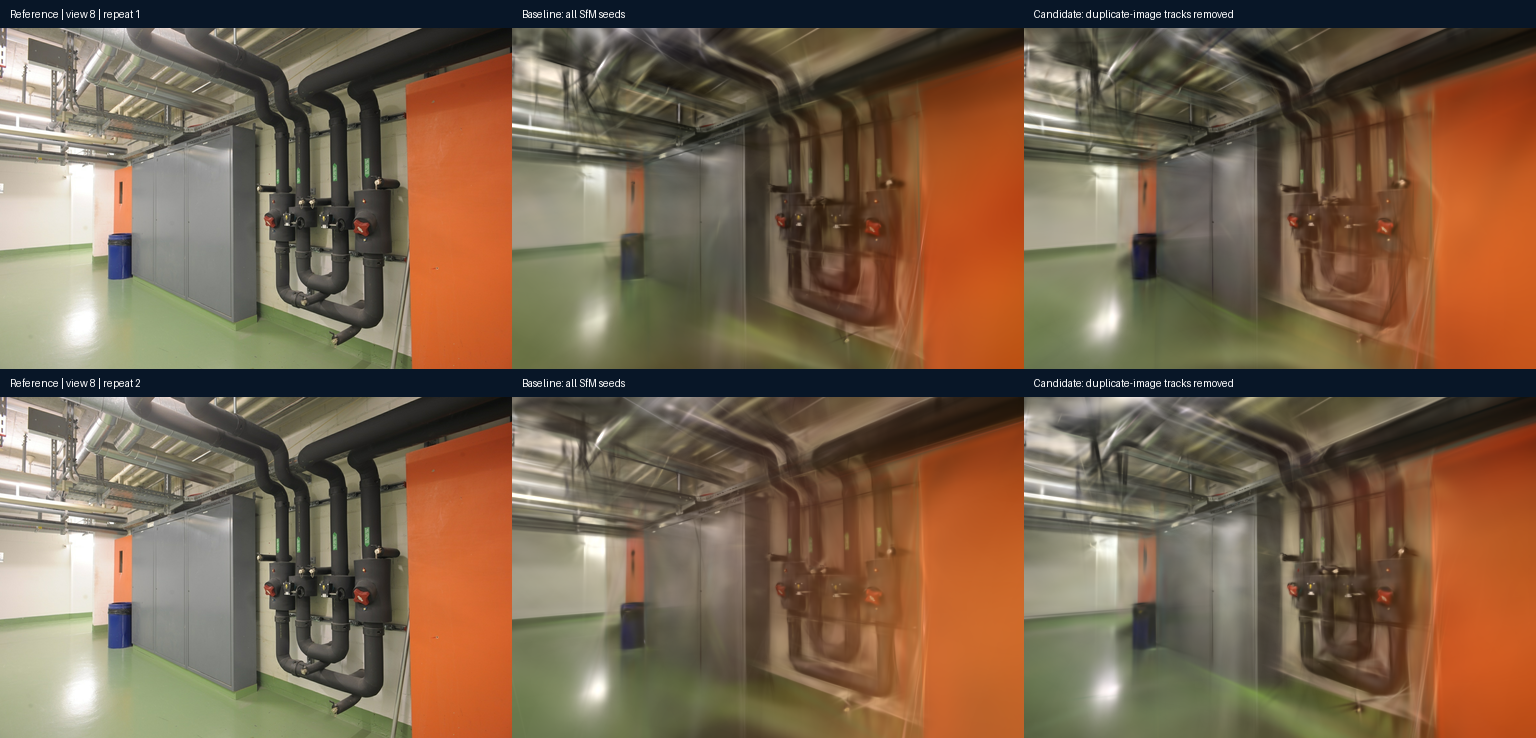 Reference | view 8 | repeat 1
Baseline: all SfM seeds
Candidate: duplicate-image tracks removed
Reference | view 8 | repeat 2
Baseline: all SfM seeds
Candidate: duplicate-image tracks removed